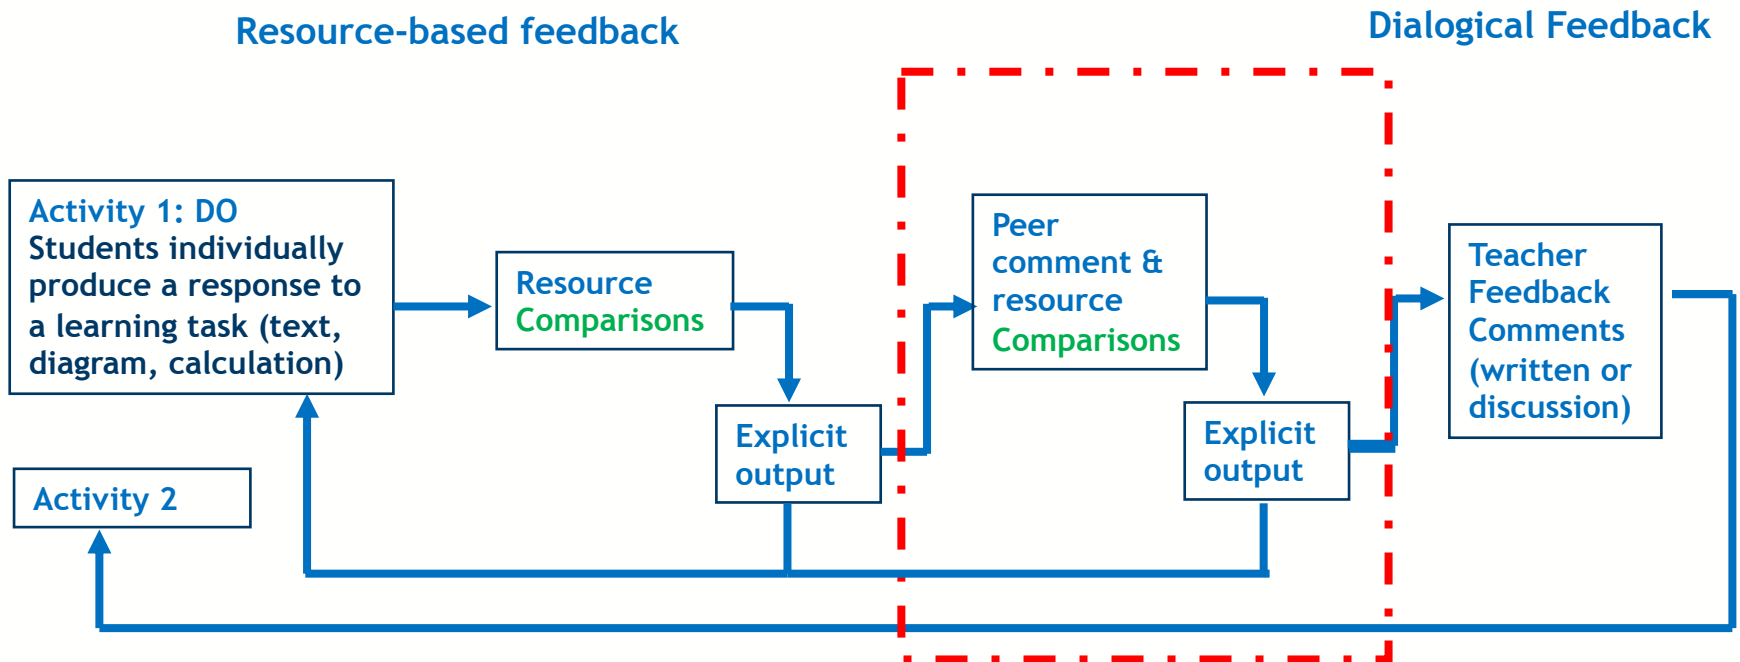 Resource-based feedback
Dialogical Feedback
Activity 1: DO
Students individually
produce a response to
a learning task (text,
diagram, calculation)
Resource
Comparisons
Explicit
output
Peer
comment &
resource
Comparisons
Explicit
output
Teacher
Feedback
Comments
(written or
discussion)
Activity 2